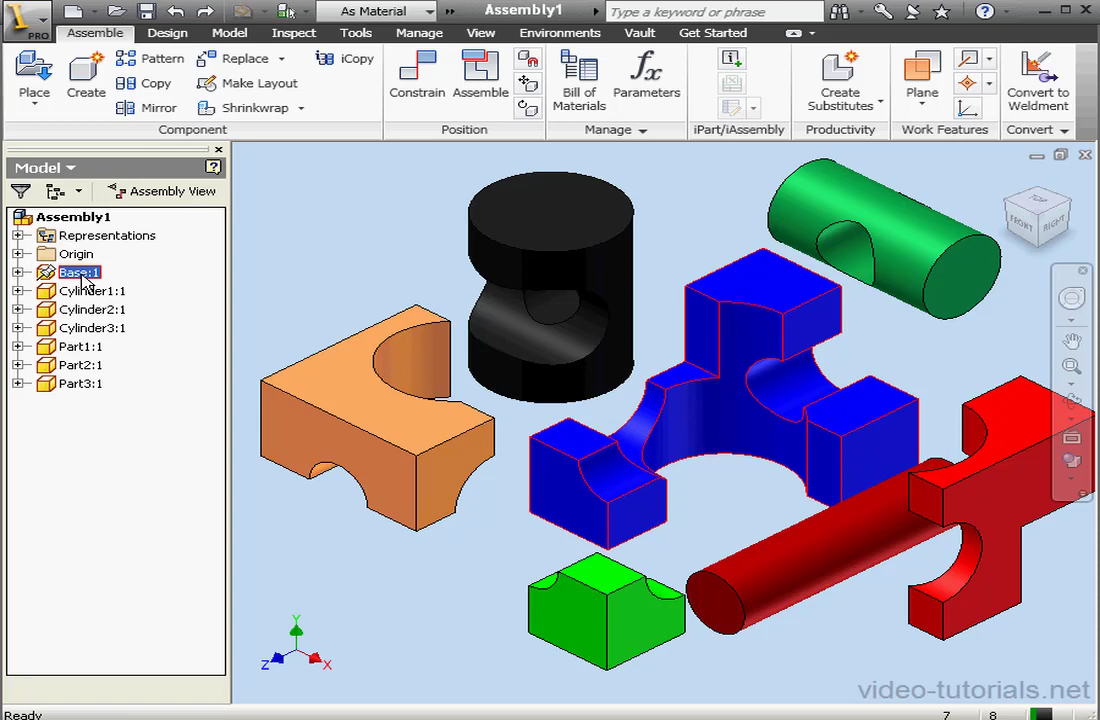 As Material
Assembly1
Type a keyword or phrase
PRO
Assemble Design Model Inspect Tools Manage View Environments Vault Get Started
Place
Create
Pattern
Copy
Mirror
Replace
Make Layout
Shrinkwrap
iCopy
Constrain
Assemble
Bill of Materials
fx
Parameters
Create Substitutes
Plane
Convert to Weldment
Component
Position
Manage
iPart/iAssembly
Productivity
Work Features
Convert
Model
Assembly View
Assembly1
Representations
Origin
Base:1
Cylinder1:1
Cylinder2:1
Cylinder3:1
Part1:1
Part2:1
Part3:1
TOP
FRONT
RIGHT
Y
Z
X
video-tutorials.net
Ready
7
8